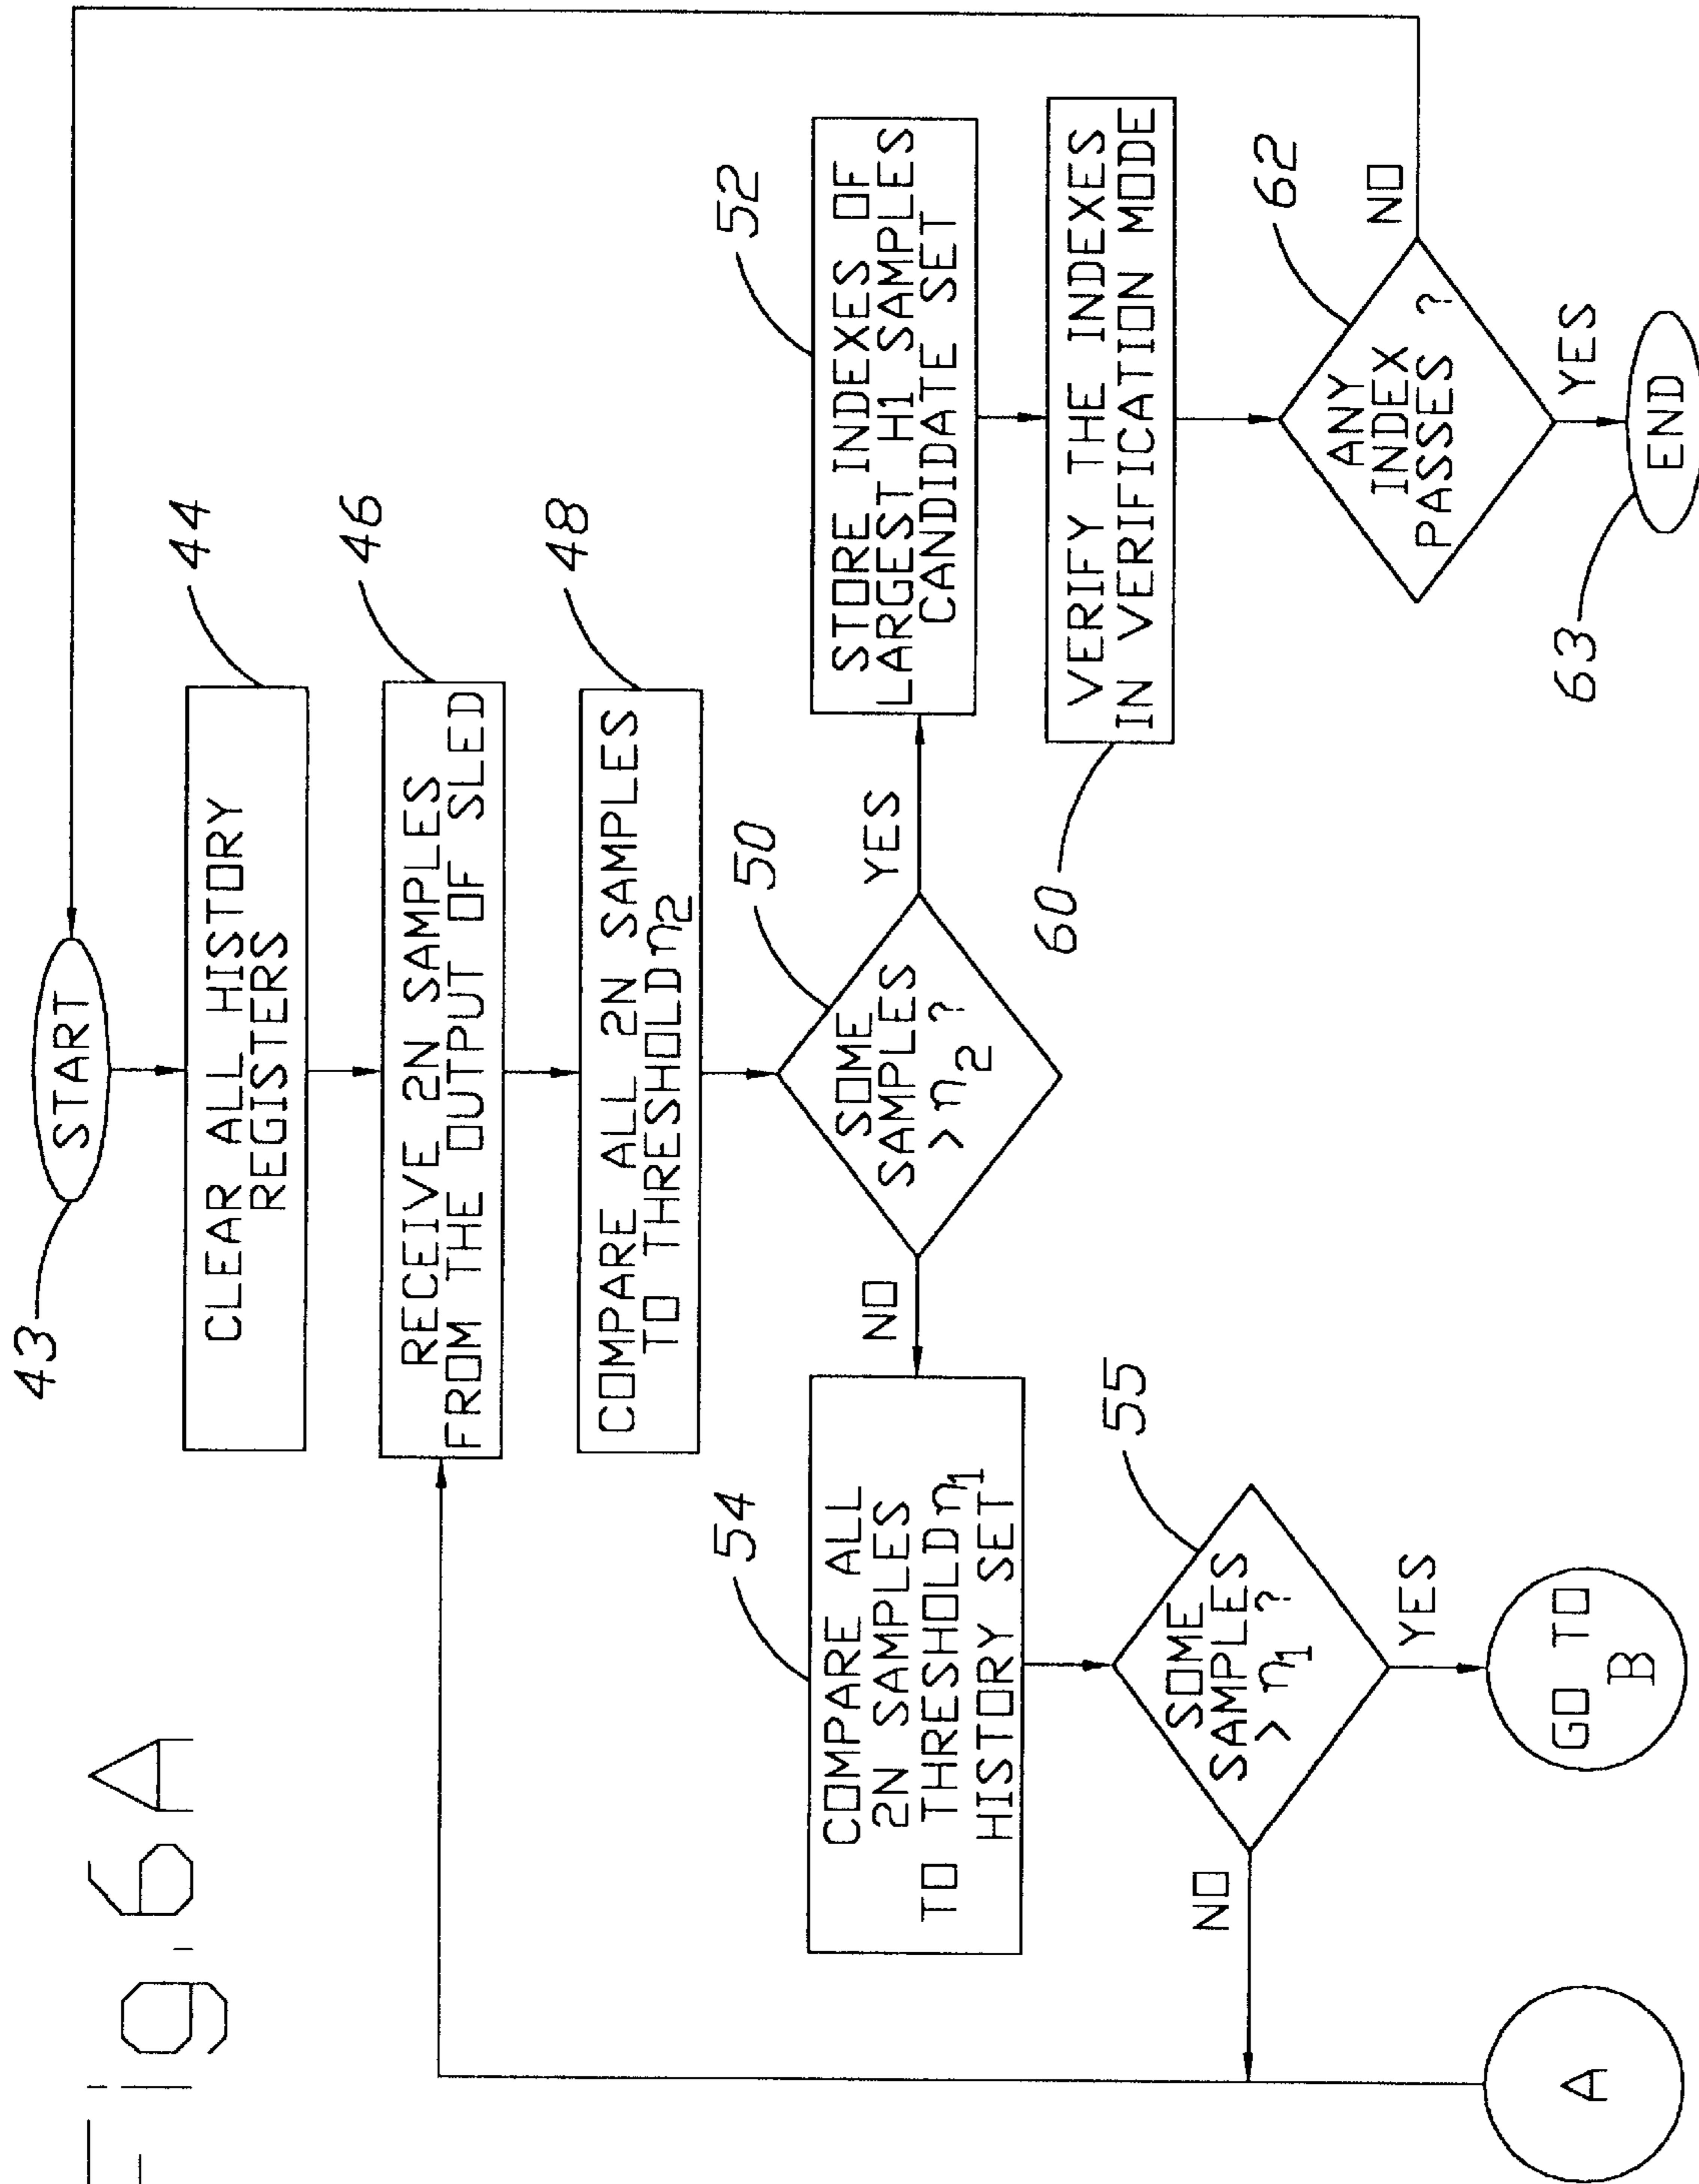 Fig. 6A
43
START
44
CLEAR ALL HISTORY
REGISTERS
46
RECEIVE 2N SAMPLES
FROM THE OUTPUT OF SLED
48
COMPARE ALL 2N SAMPLES
TO THRESHOLD η2
50
SOME
SAMPLES
> η2 ?
YES
NO
52
STORE INDEXES OF
LARGEST H1 SAMPLES
CANDIDATE SET
60
VERIFY THE INDEXES
IN VERIFICATION MODE
62
ANY
INDEX
PASSES ?
NO
YES
63
END
54
COMPARE ALL
2N SAMPLES
TO THRESHOLD η1
HISTORY SET
55
SOME
SAMPLES
> η1 ?
NO
YES
GO TO
B
A